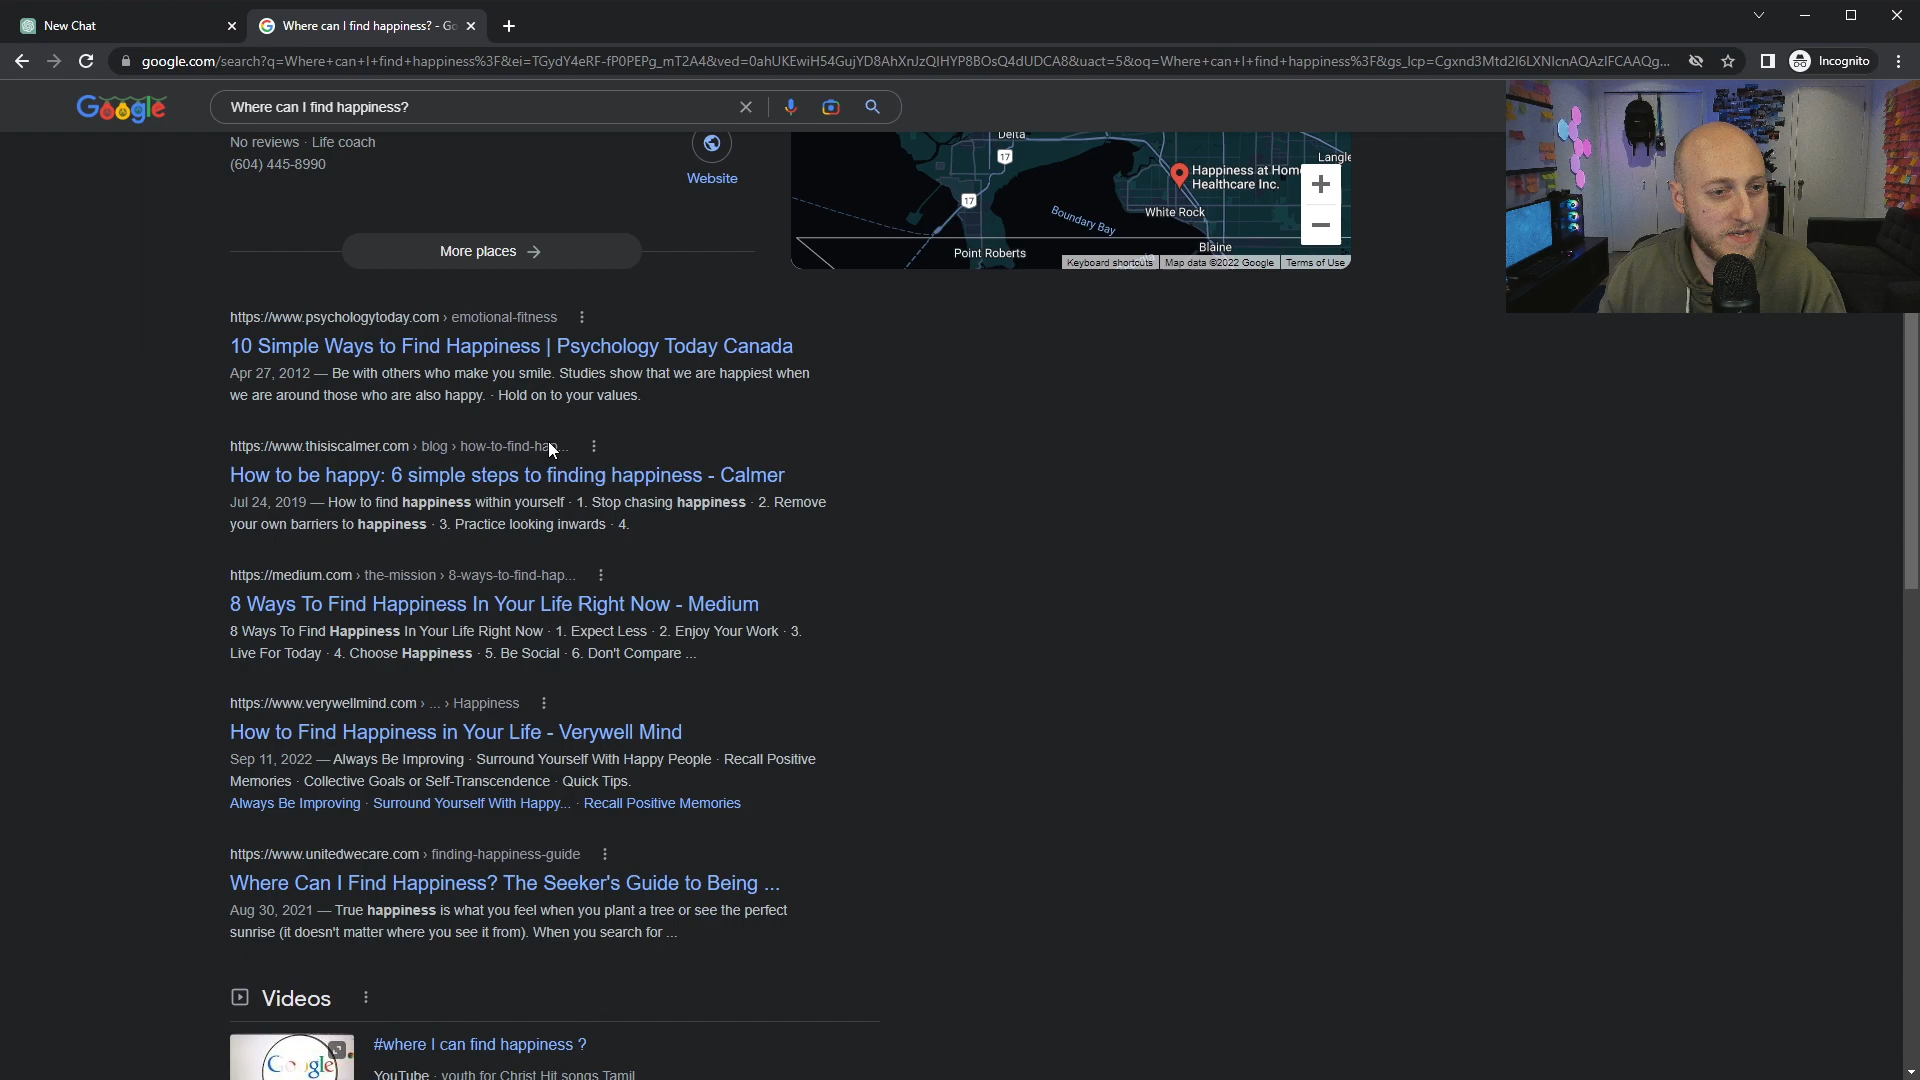 New Chat
Where can I find happiness? - Go
google.com/search?q=Where+can+I+find+happiness%3F&ei=TGydY4eRF-fP0PEPg_mT2A4&ved=0ahUKEwiH54GujYD8AhXnJzQIHYP8BOsQ4dUDCA8&uact=5&oq=Where+can+I+find+happiness%3F&gs_lcp=Cgxnd3Mtd2l6LXNlcnAQAzIFCAAQg...
Incognito
Google
Where can I find happiness?
No reviews · Life coach
(604) 445-8990
Website
More places
Delta
17
Langle
Happiness at Home
Healthcare Inc.
17
Boundary Bay
White Rock
Blaine
Point Roberts
Keyboard shortcuts
Map data ©2022 Google
Terms of Use
https://www.psychologytoday.com › emotional-fitness
10 Simple Ways to Find Happiness | Psychology Today Canada
Apr 27, 2012 — Be with others who make you smile. Studies show that we are happiest when
we are around those who are also happy. · Hold on to your values.
https://www.thisiscalmer.com › blog › how-to-find-hap...
How to be happy: 6 simple steps to finding happiness - Calmer
Jul 24, 2019 — How to find happiness within yourself · 1. Stop chasing happiness · 2. Remove
your own barriers to happiness · 3. Practice looking inwards · 4.
https://medium.com › the-mission › 8-ways-to-find-hap...
8 Ways To Find Happiness In Your Life Right Now - Medium
8 Ways To Find Happiness In Your Life Right Now · 1. Expect Less · 2. Enjoy Your Work · 3.
Live For Today · 4. Choose Happiness · 5. Be Social · 6. Don't Compare ...
https://www.verywellmind.com › ... › Happiness
How to Find Happiness in Your Life - Verywell Mind
Sep 11, 2022 — Always Be Improving · Surround Yourself With Happy People · Recall Positive
Memories · Collective Goals or Self-Transcendence · Quick Tips.
Always Be Improving · Surround Yourself With Happy... · Recall Positive Memories
https://www.unitedwecare.com › finding-happiness-guide
Where Can I Find Happiness? The Seeker's Guide to Being ...
Aug 30, 2021 — True happiness is what you feel when you plant a tree or see the perfect
sunrise (it doesn't matter where you see it from). When you search for ...
Videos
Google
#where I can find happiness ?
YouTube · youth for Christ Hit songs Tamil